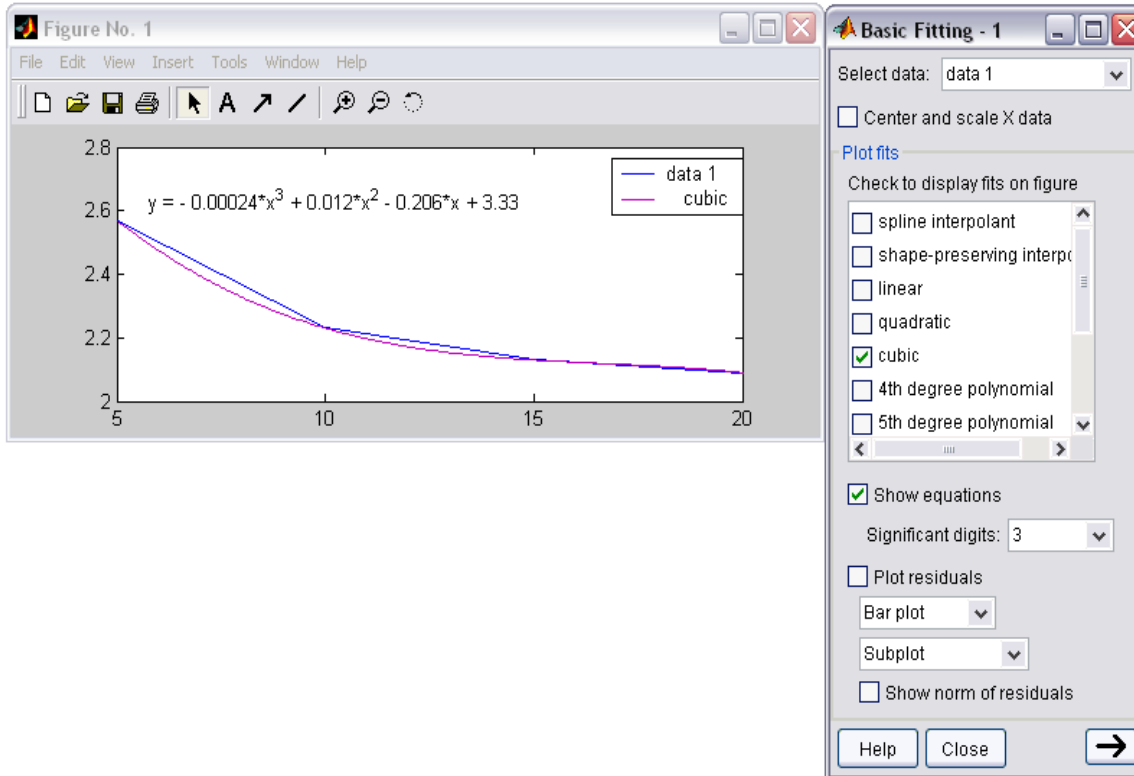 Figure No. 1
File Edit View Insert Tools Window Help
A
2.8
2.6
2.4
2.2
2
5 10 15 20
y = - 0.00024*x³ + 0.012*x² - 0.206*x + 3.33
data 1
cubic
Basic Fitting - 1
Select data: data 1
Center and scale X data
Plot fits
Check to display fits on figure
spline interpolant
shape-preserving interpo
linear
quadratic
cubic
4th degree polynomial
5th degree polynomial
Show equations
Significant digits: 3
Plot residuals
Bar plot
Subplot
Show norm of residuals
Help Close